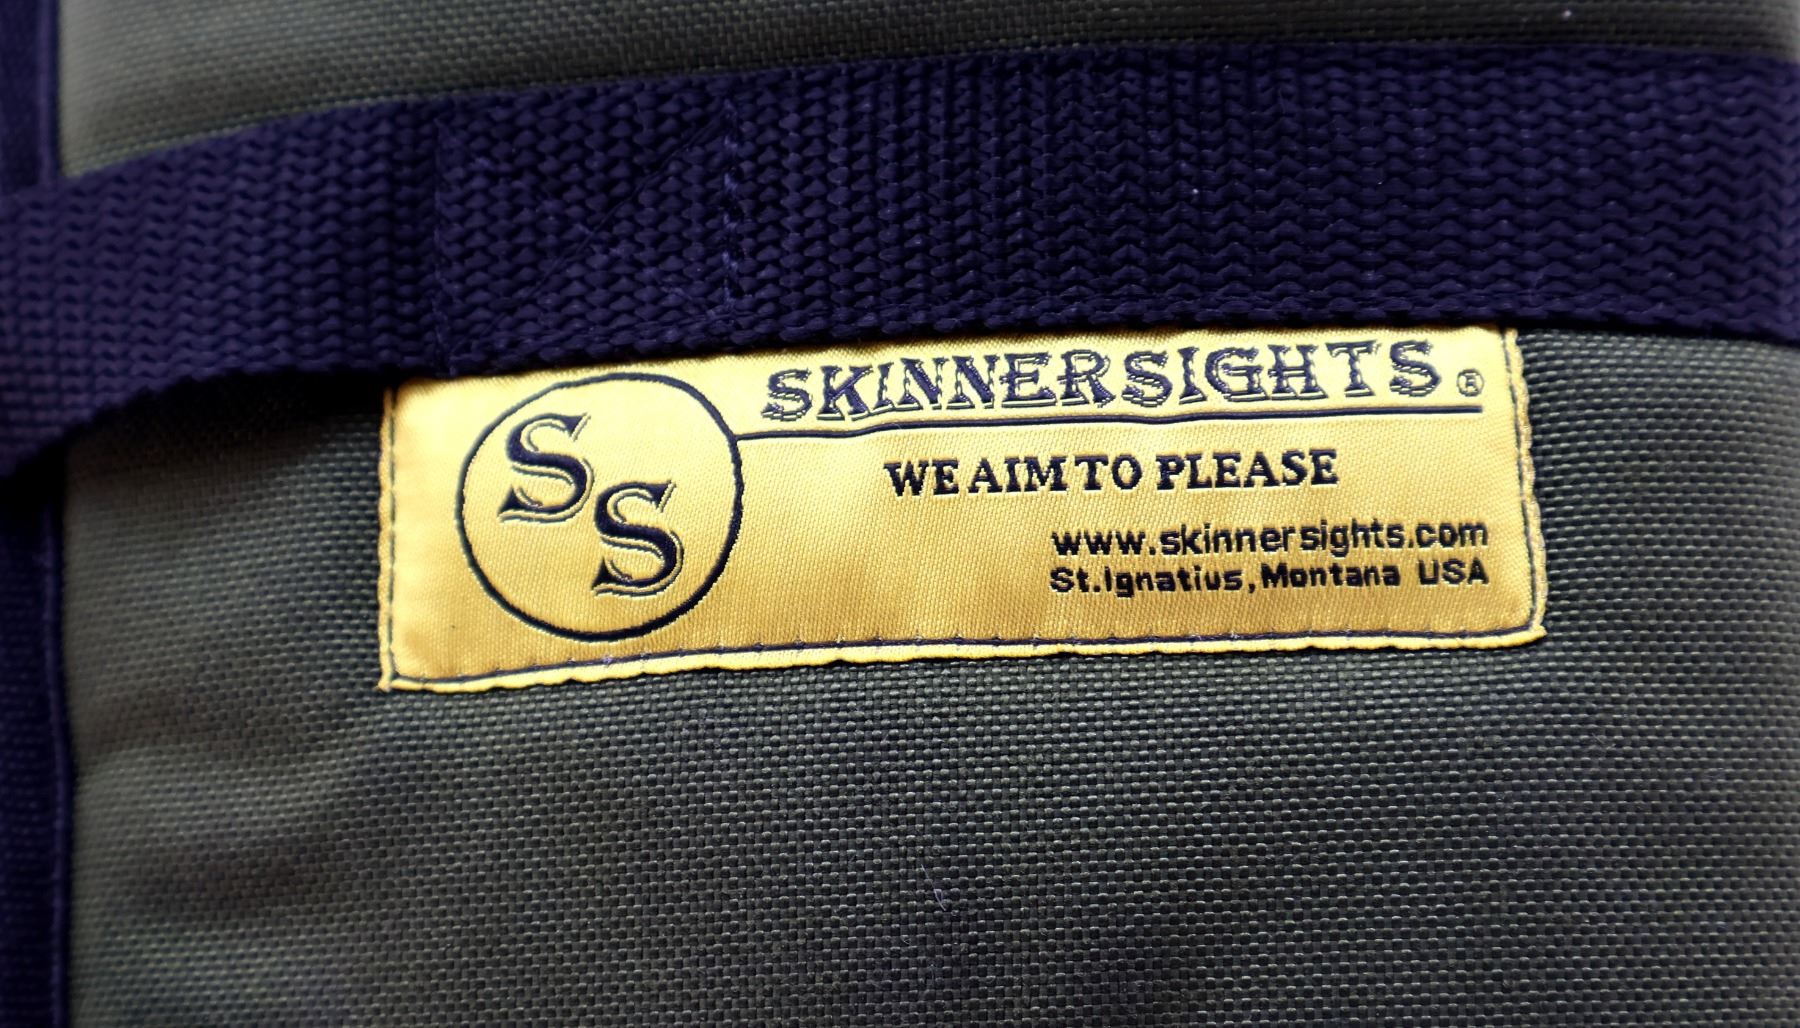 SKINNERSIGHTS ®
SS
WE AIM TO PLEASE
www.skinnersights.com
St.Ignatius, Montana USA